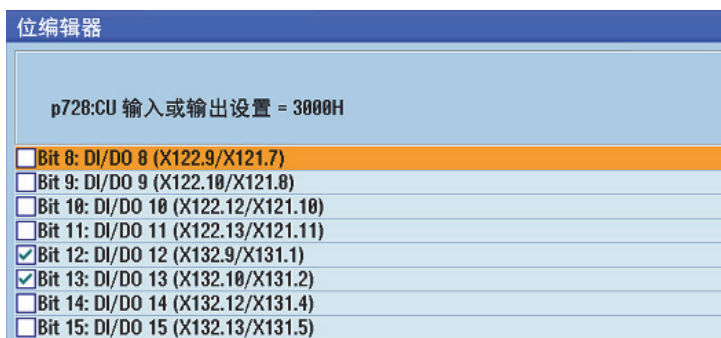 位编辑器
p728:CU 输入或输出设置 = 3000H
Bit 8: DI/DO 8 (X122.9/X121.7)
Bit 9: DI/DO 9 (X122.10/X121.8)
Bit 10: DI/DO 10 (X122.12/X121.10)
Bit 11: DI/DO 11 (X122.13/X121.11)
Bit 12: DI/DO 12 (X132.9/X131.1)
Bit 13: DI/DO 13 (X132.10/X131.2)
Bit 14: DI/DO 14 (X132.12/X131.4)
Bit 15: DI/DO 15 (X132.13/X131.5)